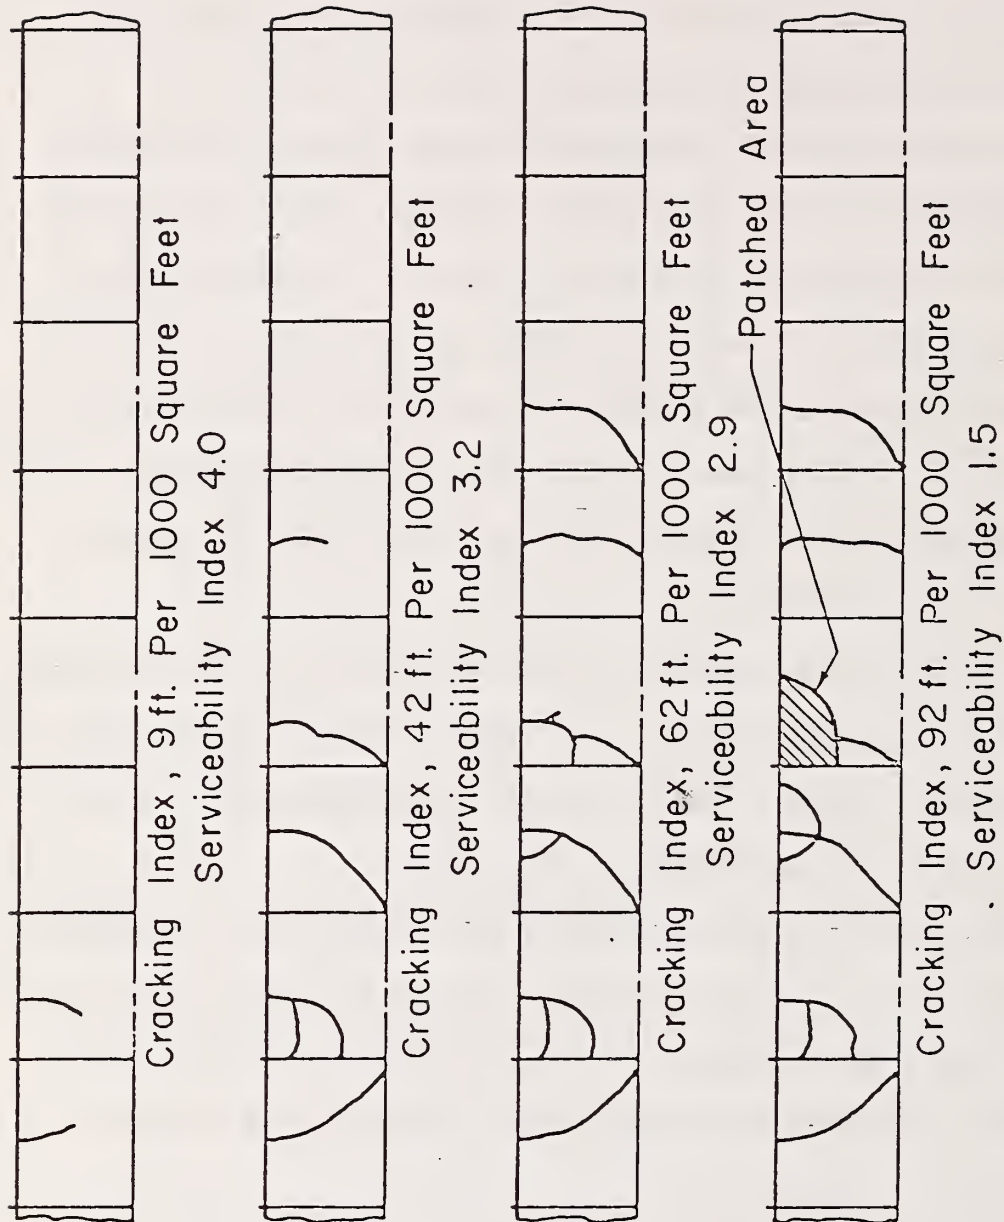 Cracking Index, 9 ft. Per 1000 Square Feet
Serviceability Index 4.0
Cracking Index, 42 ft. Per 1000 Square Feet
Serviceability Index 3.2
Cracking Index, 62 ft. Per 1000 Square Feet
Serviceability Index 2.9
Patched Area
Cracking Index, 92 ft. Per 1000 Square Feet
Serviceability Index 1.5